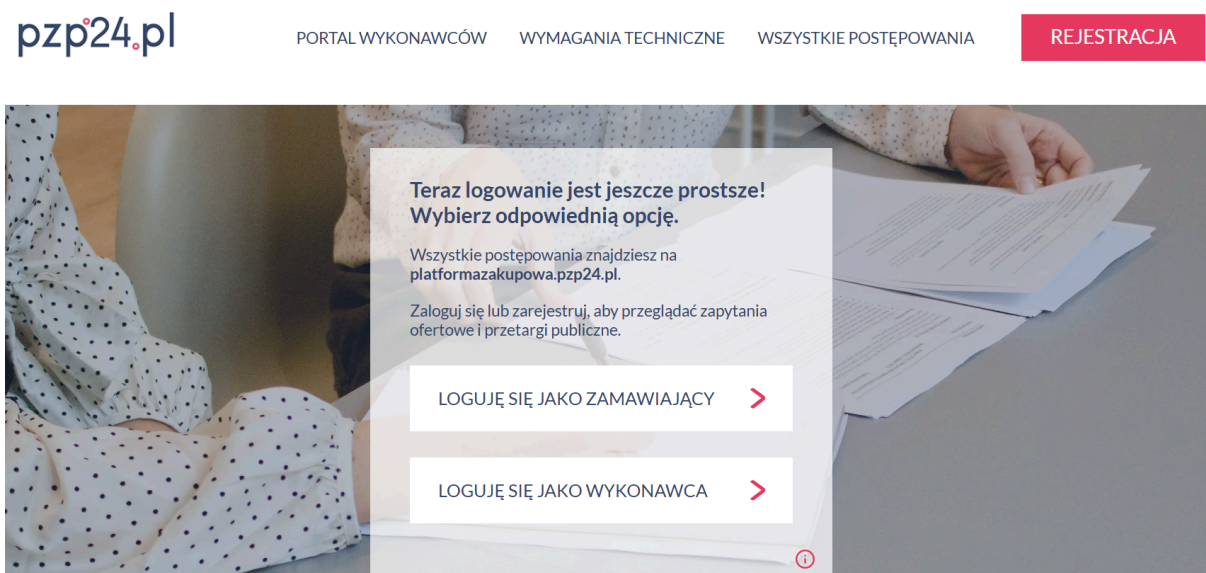 pzp24.pl
PORTAL WYKONAWCÓW
WYMAGANIA TECHNICZNE
WSZYSTKIE POSTĘPOWANIA
REJESTRACJA
Teraz logowanie jest jeszcze prostsze!
Wybierz odpowiednią opcję.
Wszystkie postępowania znajdziesz na
platformazakupowa.pzp24.pl.
Zaloguj się lub zarejestruj, aby przeglądać zapytania
ofertowe i przetargi publiczne.
LOGUJĘ SIĘ JAKO ZAMAWIAJĄCY
LOGUJĘ SIĘ JAKO WYKONAWCA